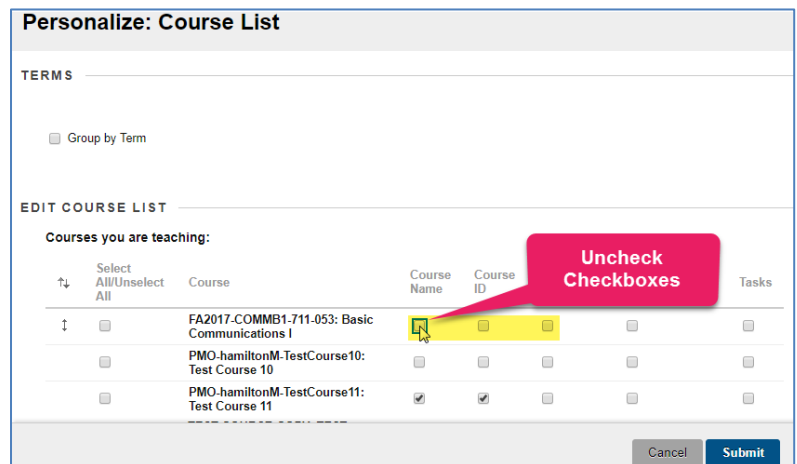 Personalize: Course List
TERMS
Group by Term
EDIT COURSE LIST
Courses you are teaching:
Uncheck
Checkboxes
Select
All/Unselect
All
Course
Course
Name
Course
ID
Tasks
FA2017-COMMB1-711-053: Basic
Communications I
PMO-hamiltonM-TestCourse10:
Test Course 10
PMO-hamiltonM-TestCourse11:
Test Course 11
Cancel
Submit